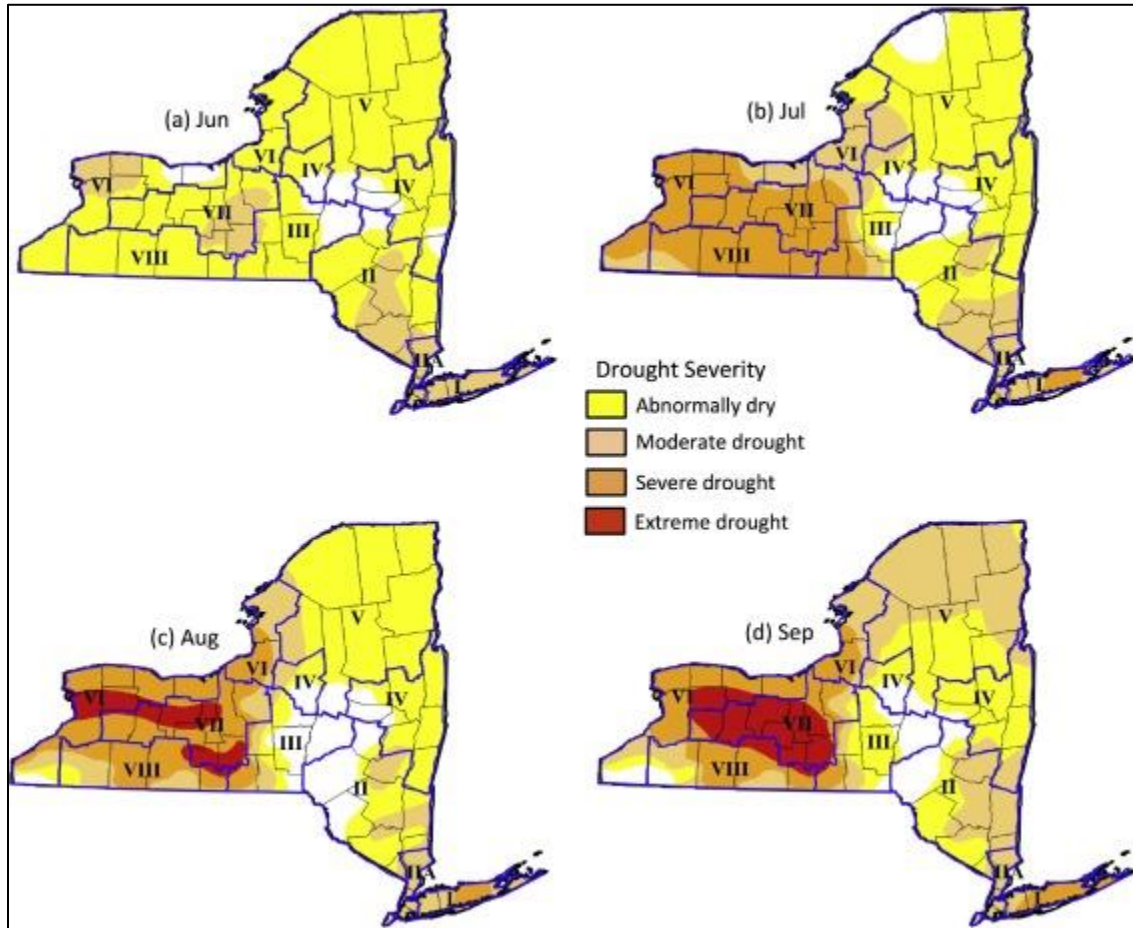 (a) Jun
V
VI
VI
IV
IV
VII
III
VIII
II
IIA
I
(b) Jul
V
VI
VI
IV
IV
VII
III
VIII
II
IIA
I
Drought Severity
Abnormally dry
Moderate drought
Severe drought
Extreme drought
(c) Aug
V
VI
VI
IV
IV
VII
III
VIII
II
IIA
I
(d) Sep
V
VI
VI
IV
IV
VII
III
VIII
II
IIA
I